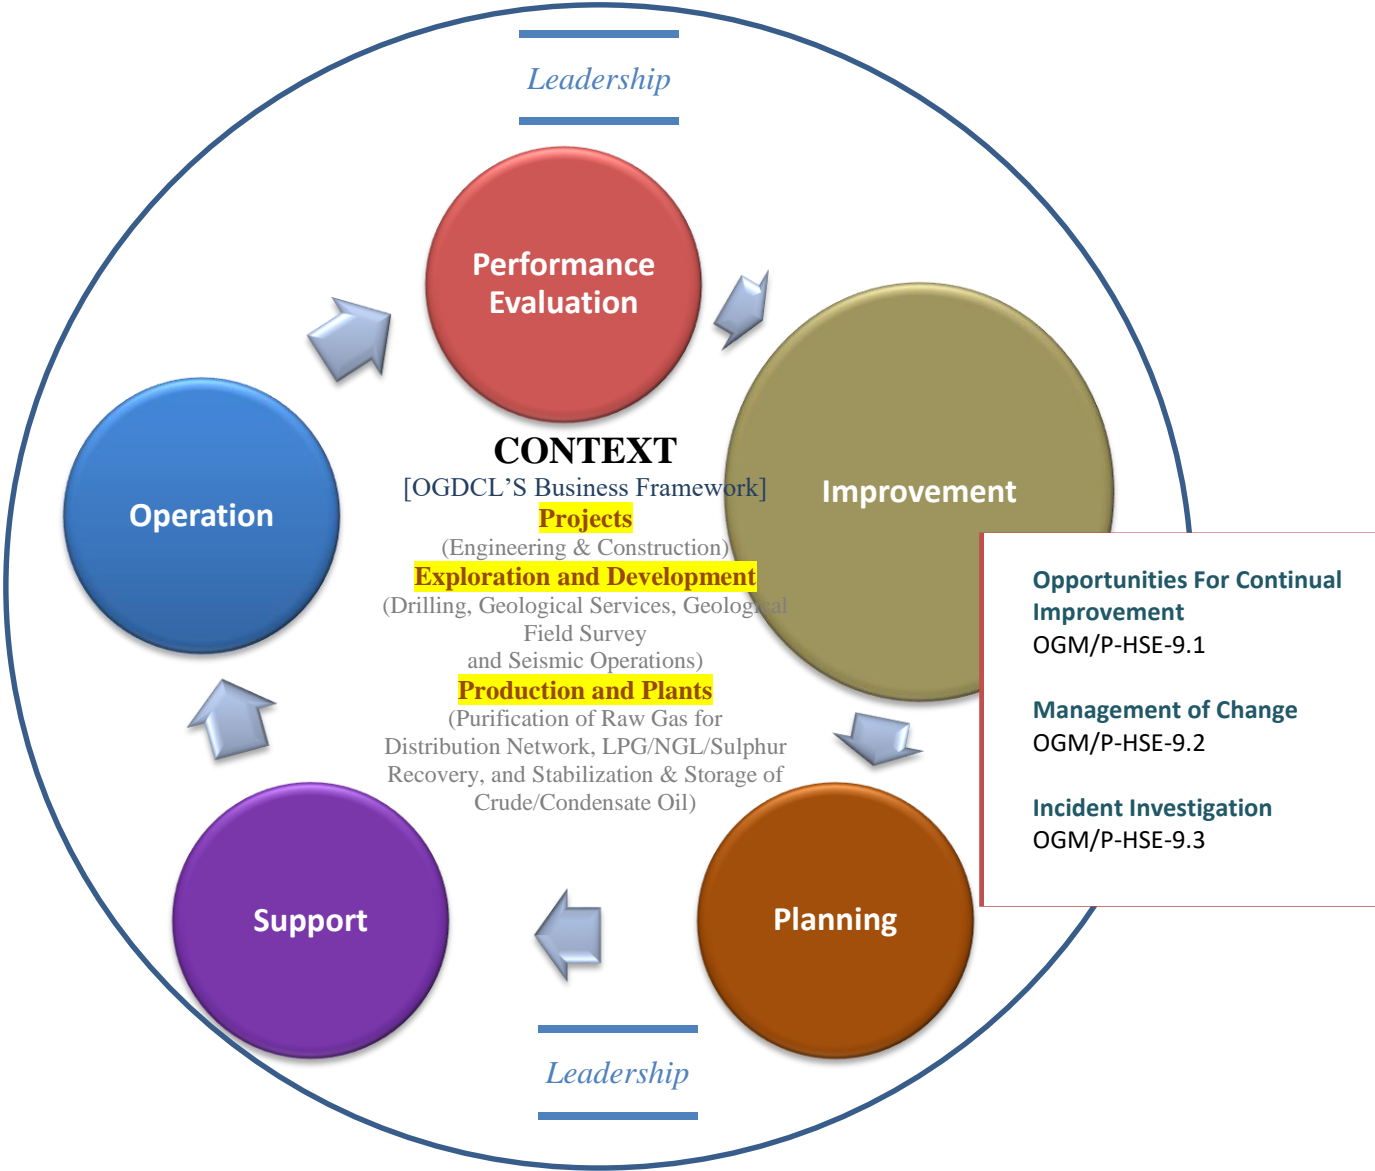 Leadership
Performance
Evaluation
CONTEXT
[OGDCL'S Business Framework]
Projects
(Engineering & Construction)
Exploration and Development
(Drilling, Geological Services, Geological
Field Survey
and Seismic Operations)
Production and Plants
(Purification of Raw Gas for
Distribution Network, LPG/NGL/Sulphur
Recovery, and Stabilization & Storage of
Crude/Condensate Oil)
Improvement
Opportunities For Continual
Improvement
OGM/P-HSE-9.1
Management of Change
OGM/P-HSE-9.2
Incident Investigation
OGM/P-HSE-9.3
Operation
Support
Planning
Leadership